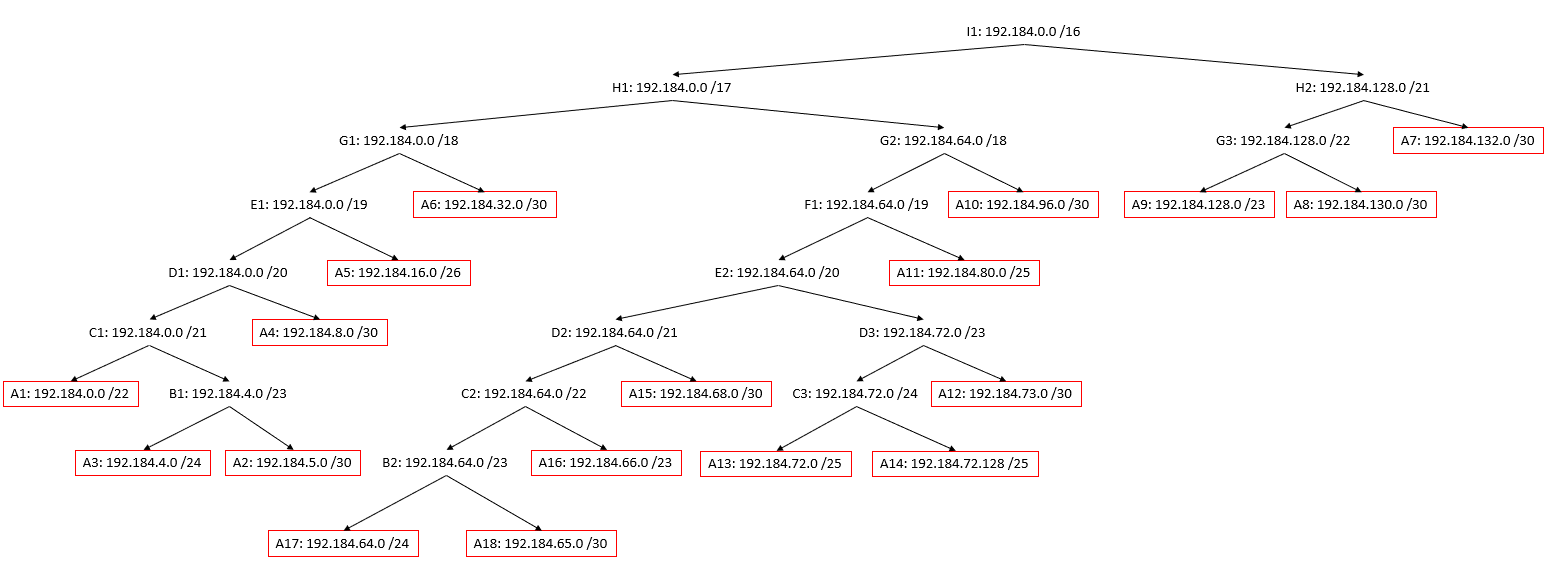 I1: 192.184.0.0 /16
H1: 192.184.0.0 /17
H2: 192.184.128.0 /21
G1: 192.184.0.0 /18
G2: 192.184.64.0 /18
G3: 192.184.128.0 /22
A7: 192.184.132.0 /30
E1: 192.184.0.0 /19
A6: 192.184.32.0 /30
F1: 192.184.64.0 /19
A10: 192.184.96.0 /30
A9: 192.184.128.0 /23
A8: 192.184.130.0 /30
D1: 192.184.0.0 /20
A5: 192.184.16.0 /26
E2: 192.184.64.0 /20
A11: 192.184.80.0 /25
C1: 192.184.0.0 /21
A4: 192.184.8.0 /30
D2: 192.184.64.0 /21
D3: 192.184.72.0 /23
A1: 192.184.0.0 /22
B1: 192.184.4.0 /23
C2: 192.184.64.0 /22
A15: 192.184.68.0 /30
C3: 192.184.72.0 /24
A12: 192.184.73.0 /30
A3: 192.184.4.0 /24
A2: 192.184.5.0 /30
B2: 192.184.64.0 /23
A16: 192.184.66.0 /23
A13: 192.184.72.0 /25
A14: 192.184.72.128 /25
A17: 192.184.64.0 /24
A18: 192.184.65.0 /30